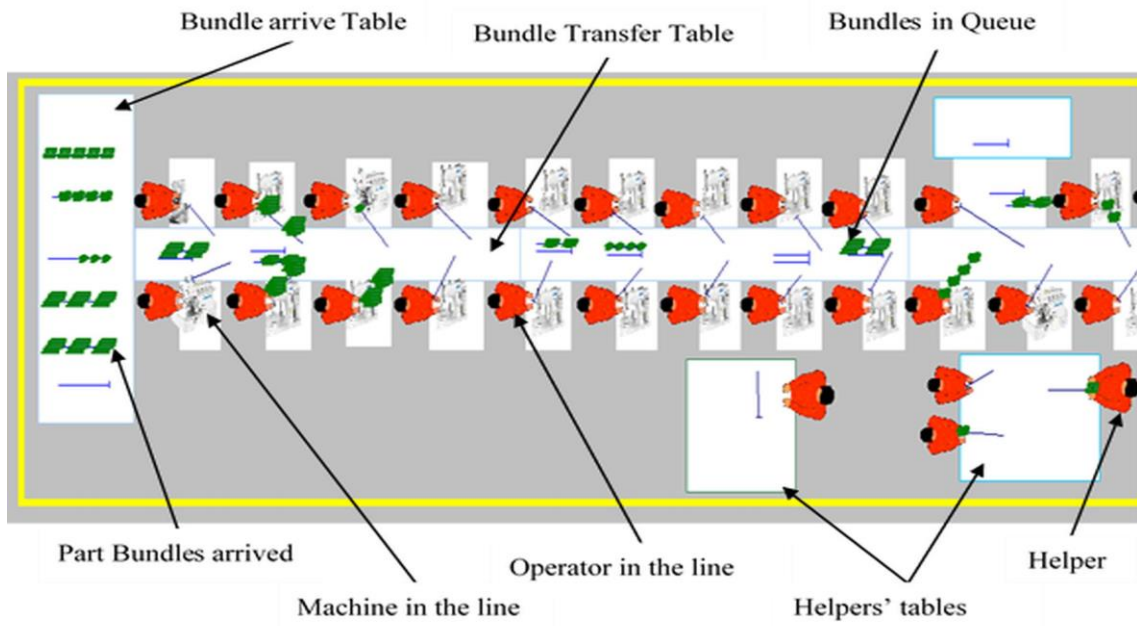 Bundle arrive Table
Bundle Transfer Table
Bundles in Queue
Part Bundles arrived
Operator in the line
Helper
Machine in the line
Helpers’ tables